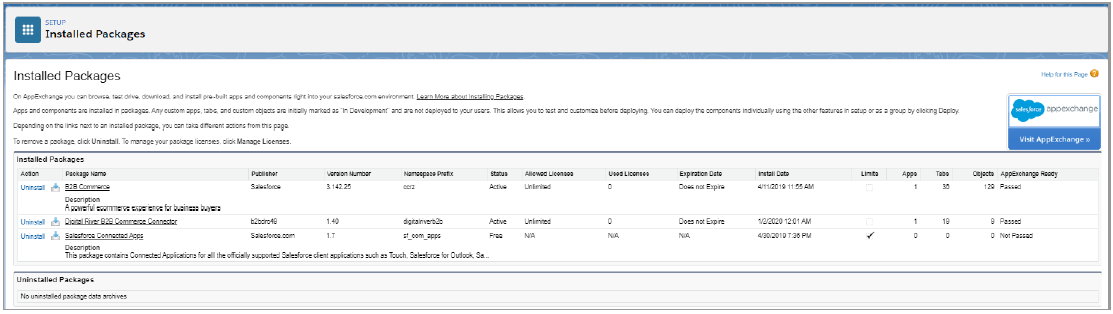 SETUP
Installed Packages
Installed Packages
Help for this Page
On AppExchange you can browse, test drive, download, and install pre-built apps and components right into your salesforce.com environment. Learn More about Installing Packages.
Apps and components are installed in packages. Any custom apps, tabs, and custom objects are initially marked as "In Development" and are not deployed to your users. This allows you to test and customize before deploying. You can deploy the components individually using the other features in setup or as a group by clicking Deploy.
salesforce appexchange
Depending on the links next to an installed package, you can take different actions from this page.
Visit AppExchange »
To remove a package, click Uninstall. To manage your package licenses, click Manage Licenses.
Installed Packages
Action Package Name Publisher Version Number Namespace Prefix Status Allowed Licenses Used Licenses Expiration Date Install Date Limits Apps Tabs Objects AppExchange Ready
Uninstall B2B Commerce Salesforce 3.142.25 ccrz Active Unlimited 0 Does not Expire 4/11/2019 11:55 AM 1 36 129 Passed
Description
A powerful ecommerce experience for business buyers
Uninstall Digital River B2B Commerce Connector b2bdro48 1.40 digitalriverb2b Active Unlimited 0 Does not Expire 1/2/2020 12:01 AM 1 19 9 Passed
Uninstall Salesforce Connected Apps Salesforce.com 1.7 sf_com_apps Free N/A N/A N/A 4/30/2019 7:36 PM ✓ 0 0 0 Not Passed
Description
This package contains Connected Applications for all the officially supported Salesforce client applications such as Touch, Salesforce for Outlook, Sa...
Uninstalled Packages
No uninstalled package data archives